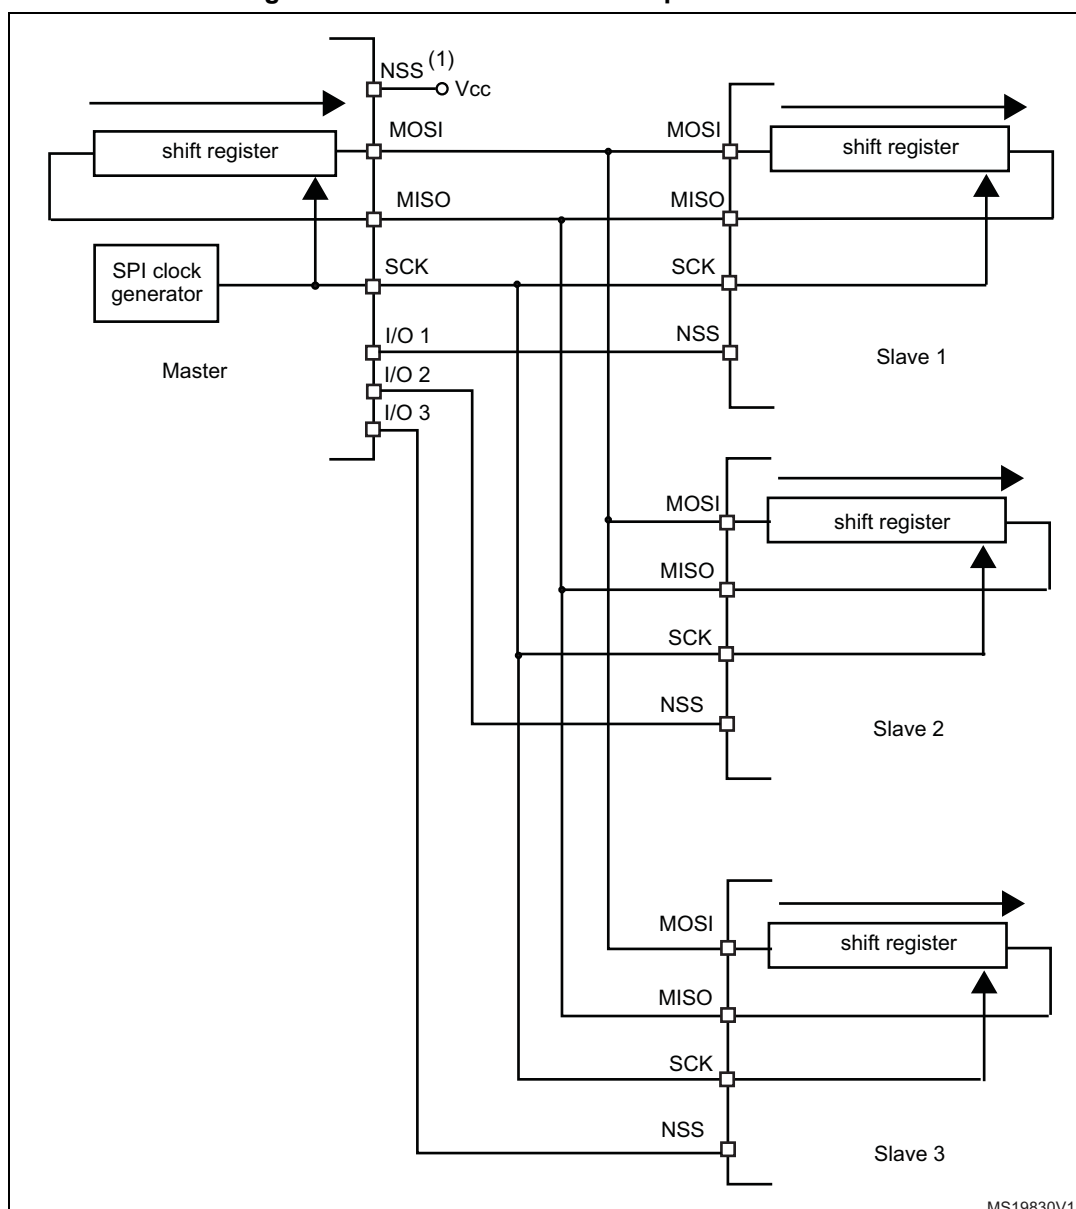 NSS (1)
Vcc
MOSI
MOSI
shift register
shift register
MISO
MISO
SPI clock
generator
SCK
SCK
I/O 1
NSS
Master
Slave 1
I/O 2
I/O 3
MOSI
shift register
MISO
SCK
NSS
Slave 2
MOSI
shift register
MISO
SCK
NSS
Slave 3
MS19830V1